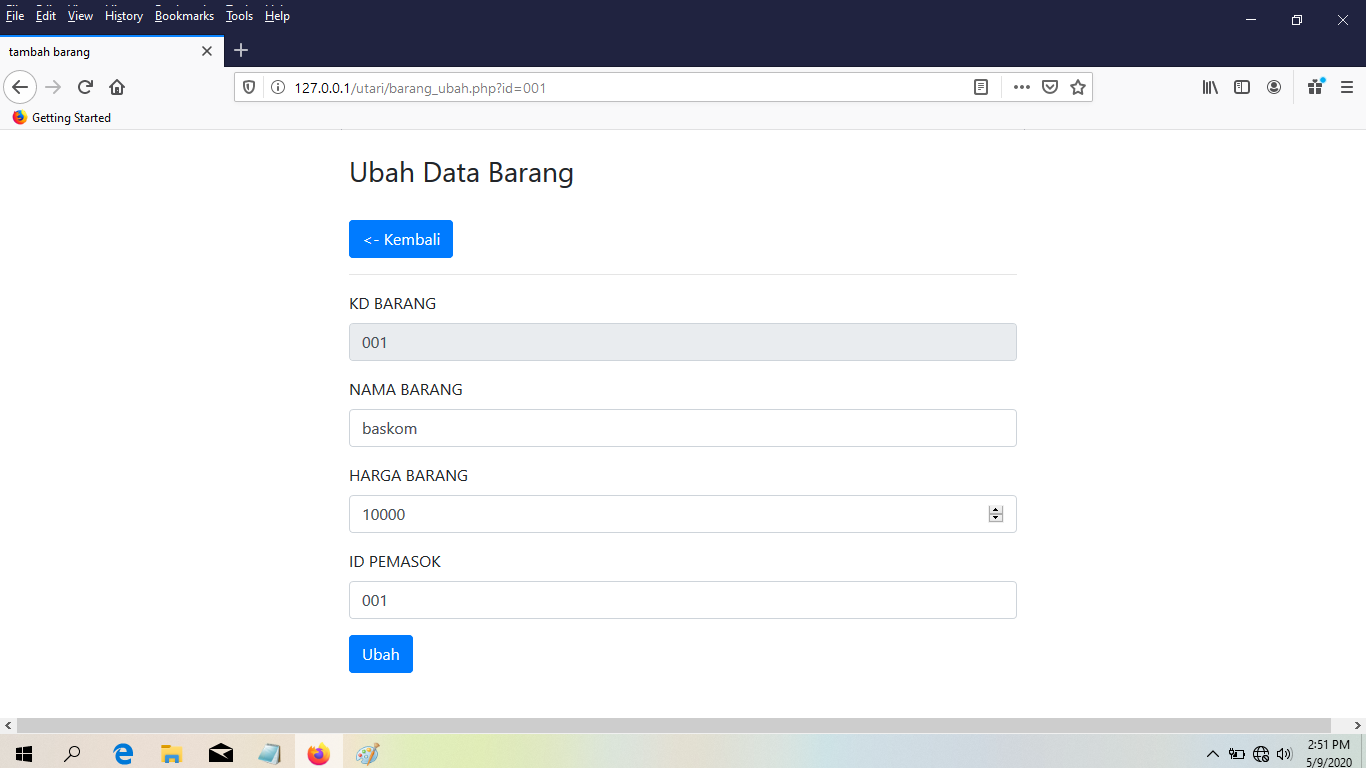 File Edit View History Bookmarks Tools Help
tambah barang
127.0.0.1/utari/barang_ubah.php?id=001
Getting Started
Ubah Data Barang
<- Kembali
KD BARANG
001
NAMA BARANG
baskom
HARGA BARANG
10000
ID PEMASOK
001
Ubah
2:51 PM
5/9/2020